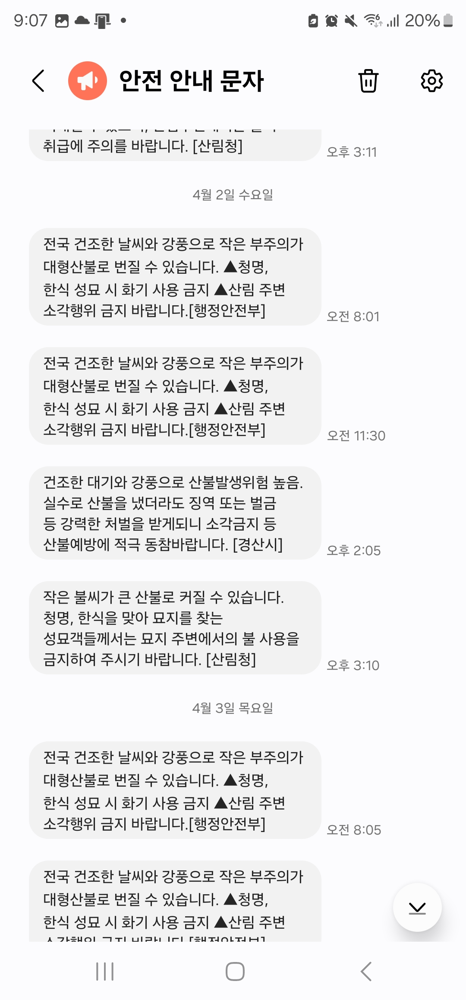 9:07
6
20%
안전 안내 문자
취급에 주의를 바랍니다. [산림청]
오후 3:11
4월 2일 수요일
전국 건조한 날씨와 강풍으로 작은 부주의가
대형산불로 번질 수 있습니다. ▲청명,
한식 성묘 시 화기 사용 금지 ▲산림 주변
소각행위 금지 바랍니다.[행정안전부]
오전 8:01
전국 건조한 날씨와 강풍으로 작은 부주의가
대형산불로 번질 수 있습니다. ▲청명,
한식 성묘 시 화기 사용 금지 ▲산림 주변
소각행위 금지 바랍니다.[행정안전부]
오전 11:30
건조한 대기와 강풍으로 산불발생위험 높음.
실수로 산불을 냈더라도 징역 또는 벌금
등 강력한 처벌을 받게되니 소각금지 등
산불예방에 적극 동참바랍니다. [경산시]
오후 2:05
작은 불씨가 큰 산불로 커질 수 있습니다.
청명, 한식을 맞아 묘지를 찾는
성묘객들께서는 묘지 주변에서의 불 사용을
금지하여 주시기 바랍니다. [산림청]
오후 3:10
4월 3일 목요일
전국 건조한 날씨와 강풍으로 작은 부주의가
대형산불로 번질 수 있습니다. ▲청명,
한식 성묘 시 화기 사용 금지 ▲산림 주변
소각행위 금지 바랍니다.[행정안전부]
오전 8:05
전국 건조한 날씨와 강풍으로 작은 부주의가
대형산불로 번질 수 있습니다. ▲청명,
한식 성묘 시 화기 사용 금지 ▲산림 주변